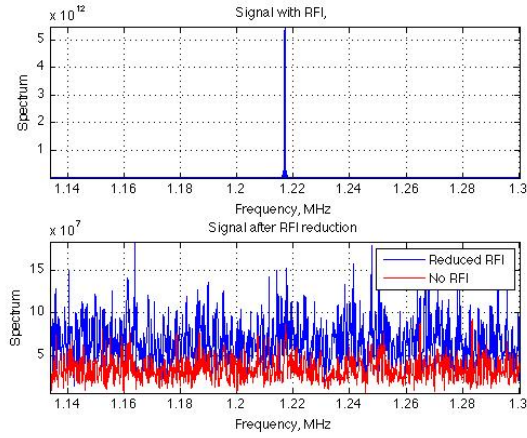 Signal with RFI,
x 10^12
5
4
3
2
1
Spectrum
1.14 1.16 1.18 1.2 1.22 1.24 1.26 1.28 1.3
Frequency, MHz
Signal after RFI reduction
x 10^7
15
10
5
Spectrum
Reduced RFI
No RFI
1.14 1.16 1.18 1.2 1.22 1.24 1.26 1.28 1.3
Frequency, MHz